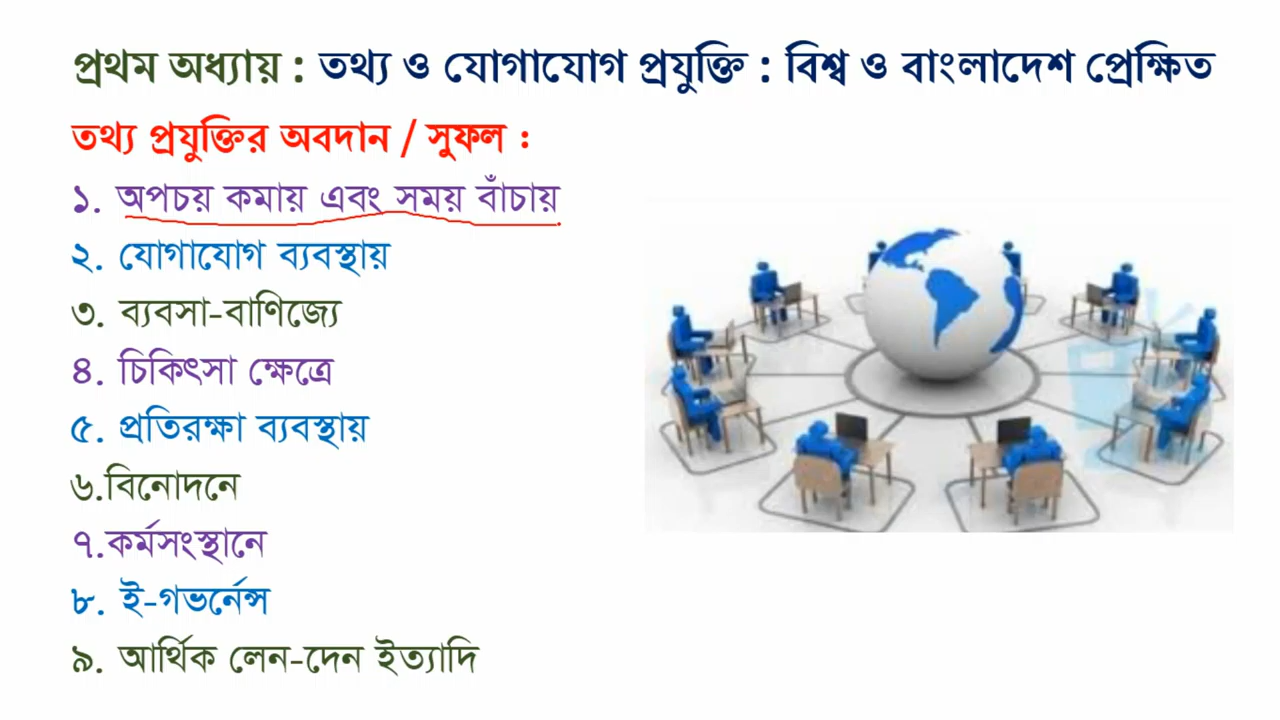 প্রথম অধ্যায় : তথ্য ও যোগাযোগ প্রযুক্তি : বিশ্ব ও বাংলাদেশ প্রেক্ষিত
তথ্য প্রযুক্তির অবদান / সুফল :
১. অপচয় কমায় এবং সময় বাঁচায়
২. যোগাযোগ ব্যবস্থায়
৩. ব্যবসা-বাণিজ্যে
৪. চিকিৎসা ক্ষেত্রে
৫. প্রতিরক্ষা ব্যবস্থায়
৬.বিনোদনে
৭.কর্মসংস্থানে
৮. ই-গভর্নেন্স
৯. আর্থিক লেন-দেন ইত্যাদি